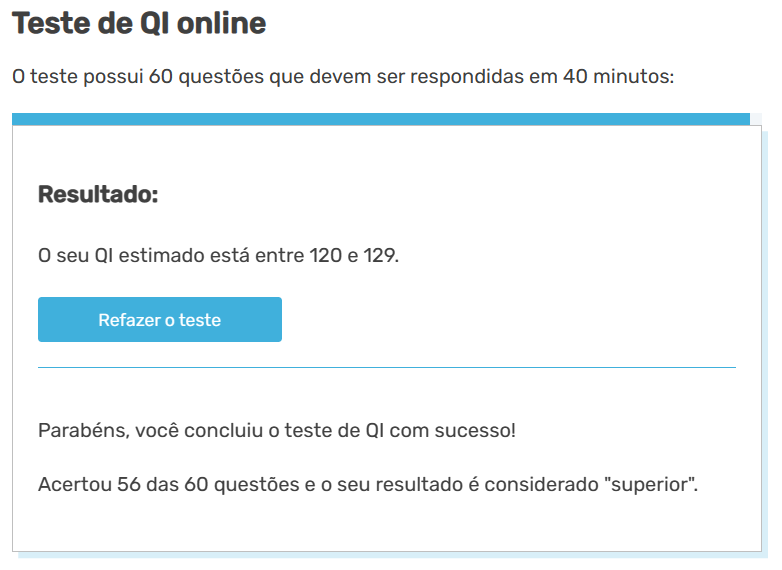 Teste de QI online
O teste possui 60 questões que devem ser respondidas em 40 minutos:
Resultado:
O seu QI estimado está entre 120 e 129.
Refazer o teste
Parabéns, você concluiu o teste de QI com sucesso!
Acertou 56 das 60 questões e o seu resultado é considerado "superior".